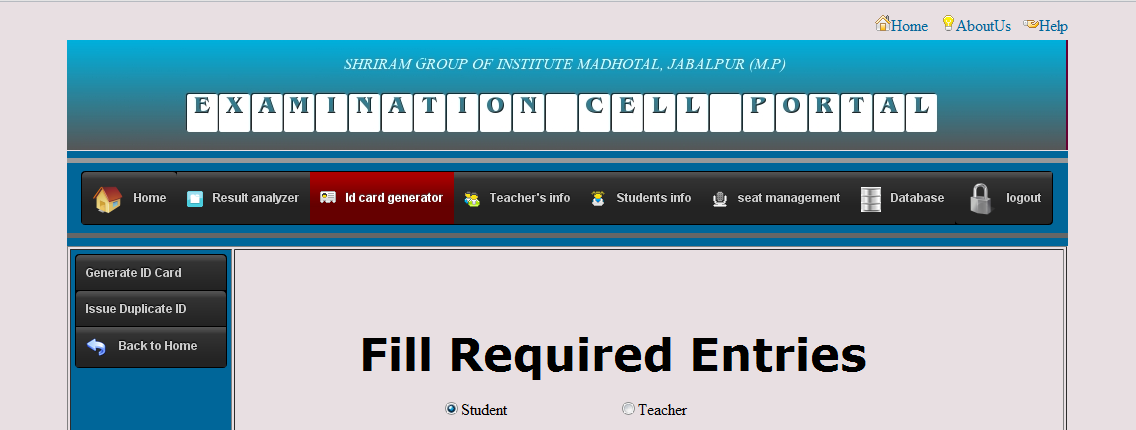 Home AboutUs Help
SHRIRAM GROUP OF INSTITUTE MADHOTAL, JABALPUR (M.P)
EXAMINATION CELL PORTAL
Home Result analyzer Id card generator Teacher's info Students info seat management Database logout
Generate ID Card
Issue Duplicate ID
Back to Home
Fill Required Entries
Student Teacher